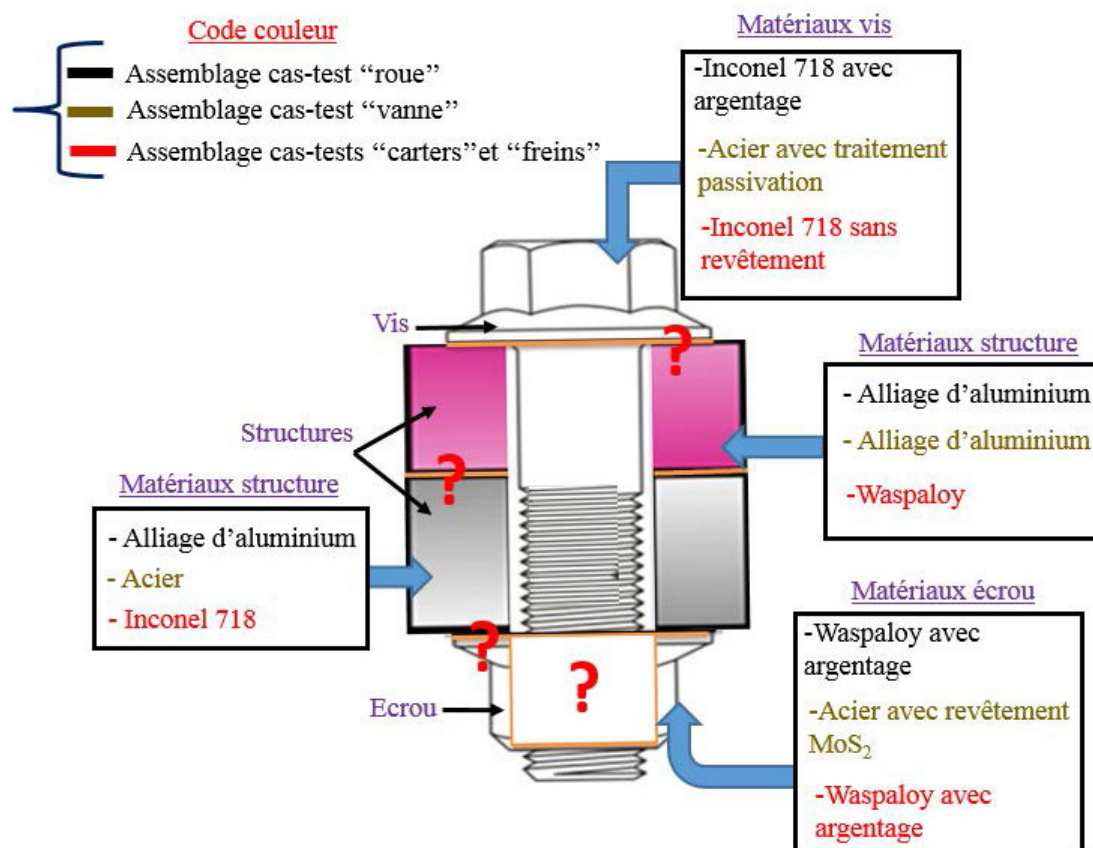 Code couleur
Assemblage cas-test “roue”
Assemblage cas-test “vanne”
Assemblage cas-tests “carters”et “freins”
Matériaux vis
-Inconel 718 avec
argentage
-Acier avec traitement
passivation
-Inconel 718 sans
revêtement
Vis
?
Matériaux structure
- Alliage d’aluminium
- Alliage d’aluminium
-Waspaloy
Structures
?
Matériaux structure
- Alliage d’aluminium
- Acier
- Inconel 718
?
?
Ecrou
Matériaux écrou
-Waspaloy avec
argentage
-Acier avec revêtement
MoS₂
-Waspaloy avec
argentage